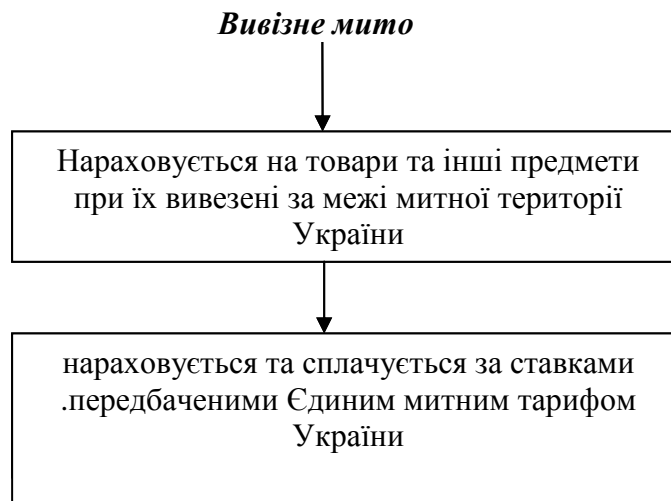 Вивізне мито
Нараховується на товари та інші предмети
при їх вивезені за межі митної території
України
нараховується та сплачується за ставками
.передбаченими Єдиним митним тарифом
України